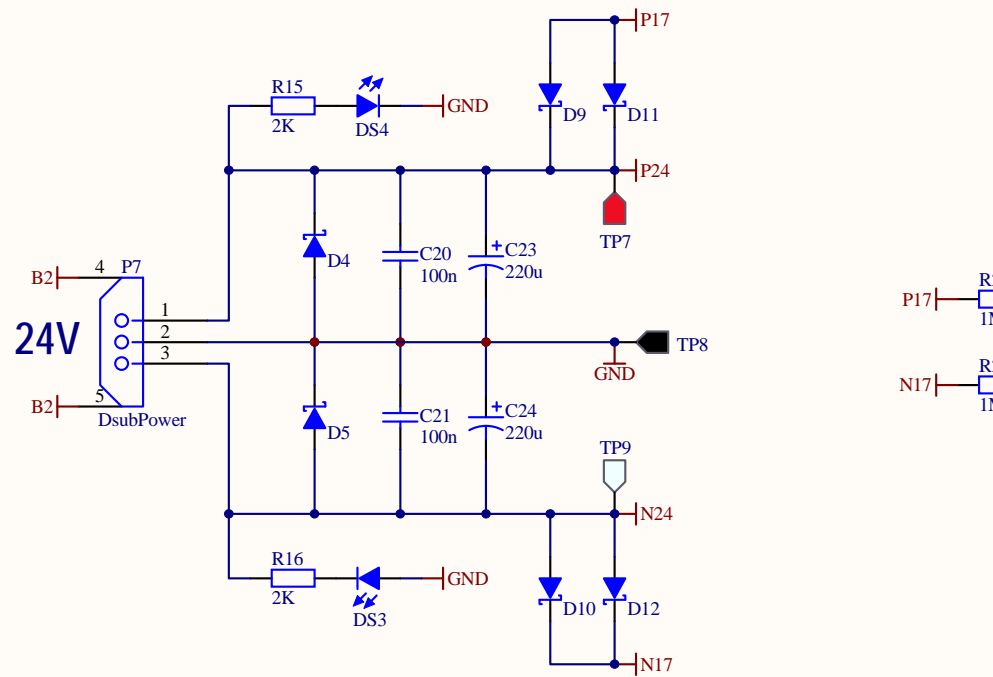 P17
R15
2K
DS4
GND
D9
D11
P24
TP7
D4
C20
100n
C23
220u
B2
4
P7
1
2
3
24V
5
B2
DsubPower
GND
TP8
P17
N17
D5
C21
100n
C24
220u
TP9
N24
R16
2K
DS3
GND
D10
D12
N17